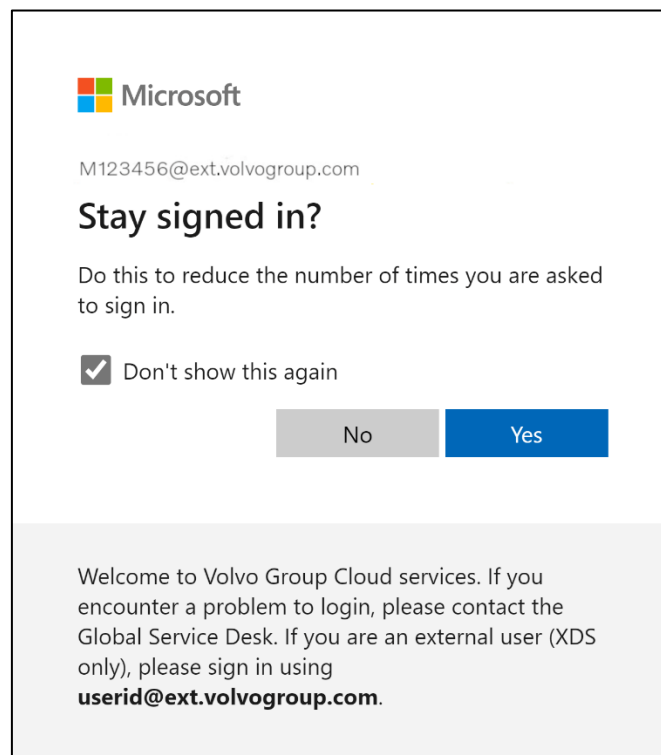 Microsoft
M123456@ext.volvogroup.com
Stay signed in?
Do this to reduce the number of times you are asked
to sign in.
Don't show this again
No
Yes
Welcome to Volvo Group Cloud services. If you
encounter a problem to login, please contact the
Global Service Desk. If you are an external user (XDS
only), please sign in using
userid@ext.volvogroup.com.